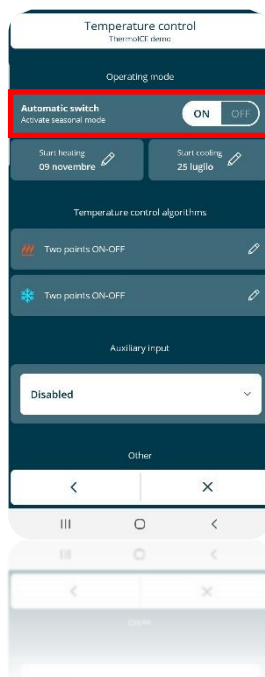 Temperature control
ThermoICE demo
Operating mode
Automatic switch
Activate seasonal mode
ON OFF
Start heating
09 novembre
Start cooling
25 luglio
Temperature control algorithms
Two points ON-OFF
Two points ON-OFF
Auxiliary input
Disabled
Other